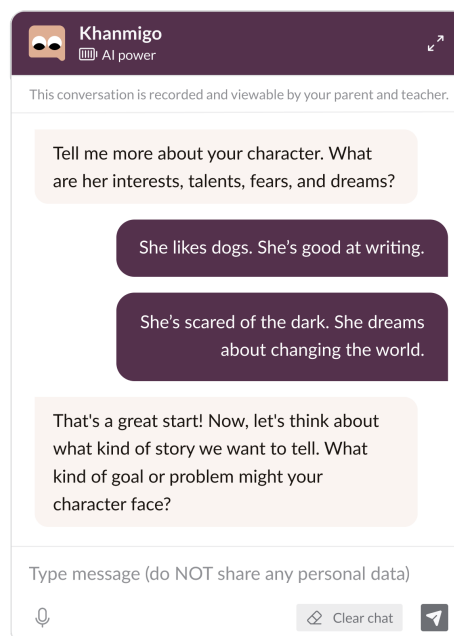 Khanmigo
AI power
This conversation is recorded and viewable by your parent and teacher.
Tell me more about your character. What
are her interests, talents, fears, and dreams?
She likes dogs. She’s good at writing.
She’s scared of the dark. She dreams
about changing the world.
That's a great start! Now, let's think about
what kind of story we want to tell. What
kind of goal or problem might your
character face?
Type message (do NOT share any personal data)
Clear chat